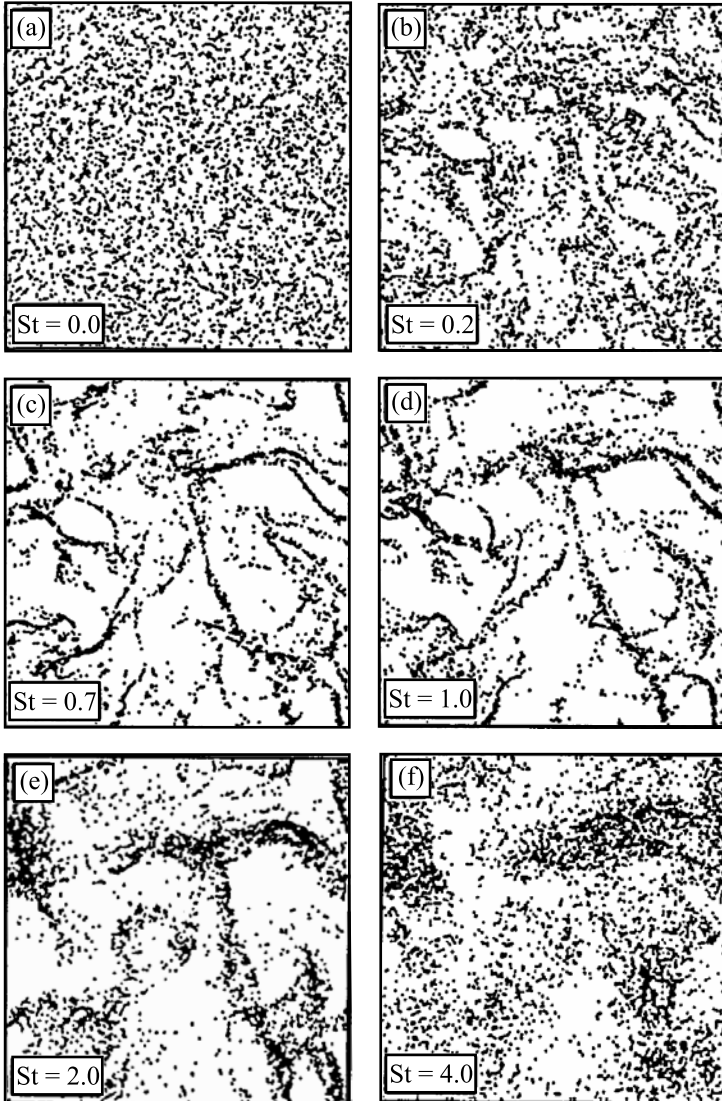 (a)
St = 0.0
(b)
St = 0.2
(c)
St = 0.7
(d)
St = 1.0
(e)
St = 2.0
(f)
St = 4.0